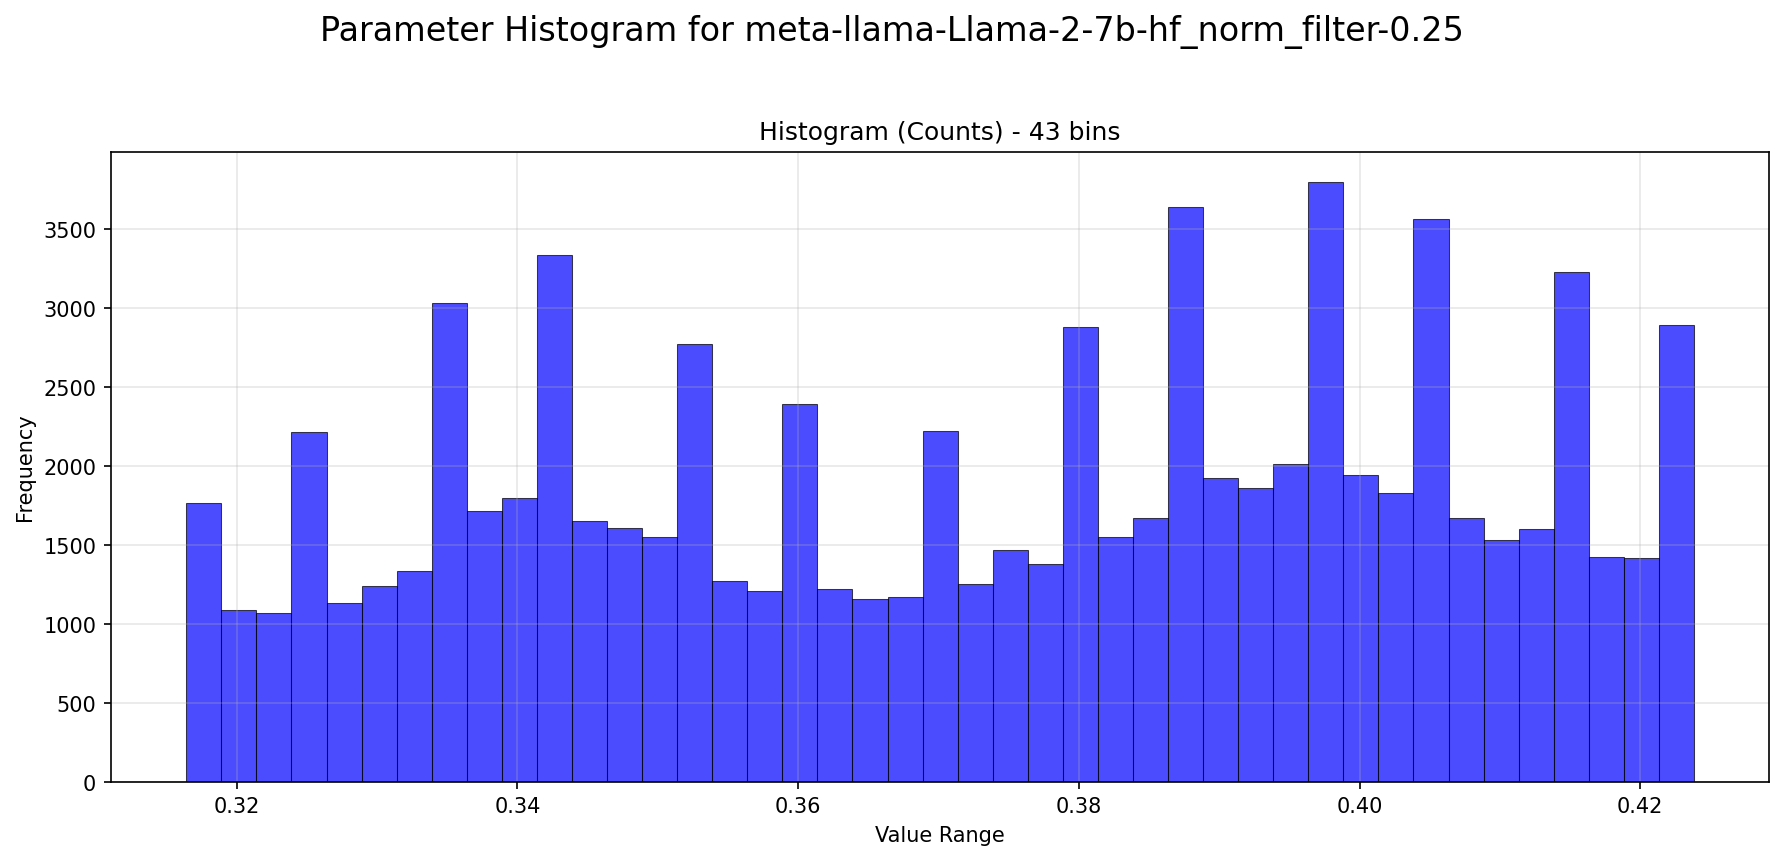 Parameter Histogram for meta-llama-Llama-2-7b-hf_norm_filter-0.25
Histogram (Counts) - 43 bins
Frequency
3500
3000
2500
2000
1500
1000
500
0
0.32 0.34 0.36 0.38 0.40 0.42
Value Range